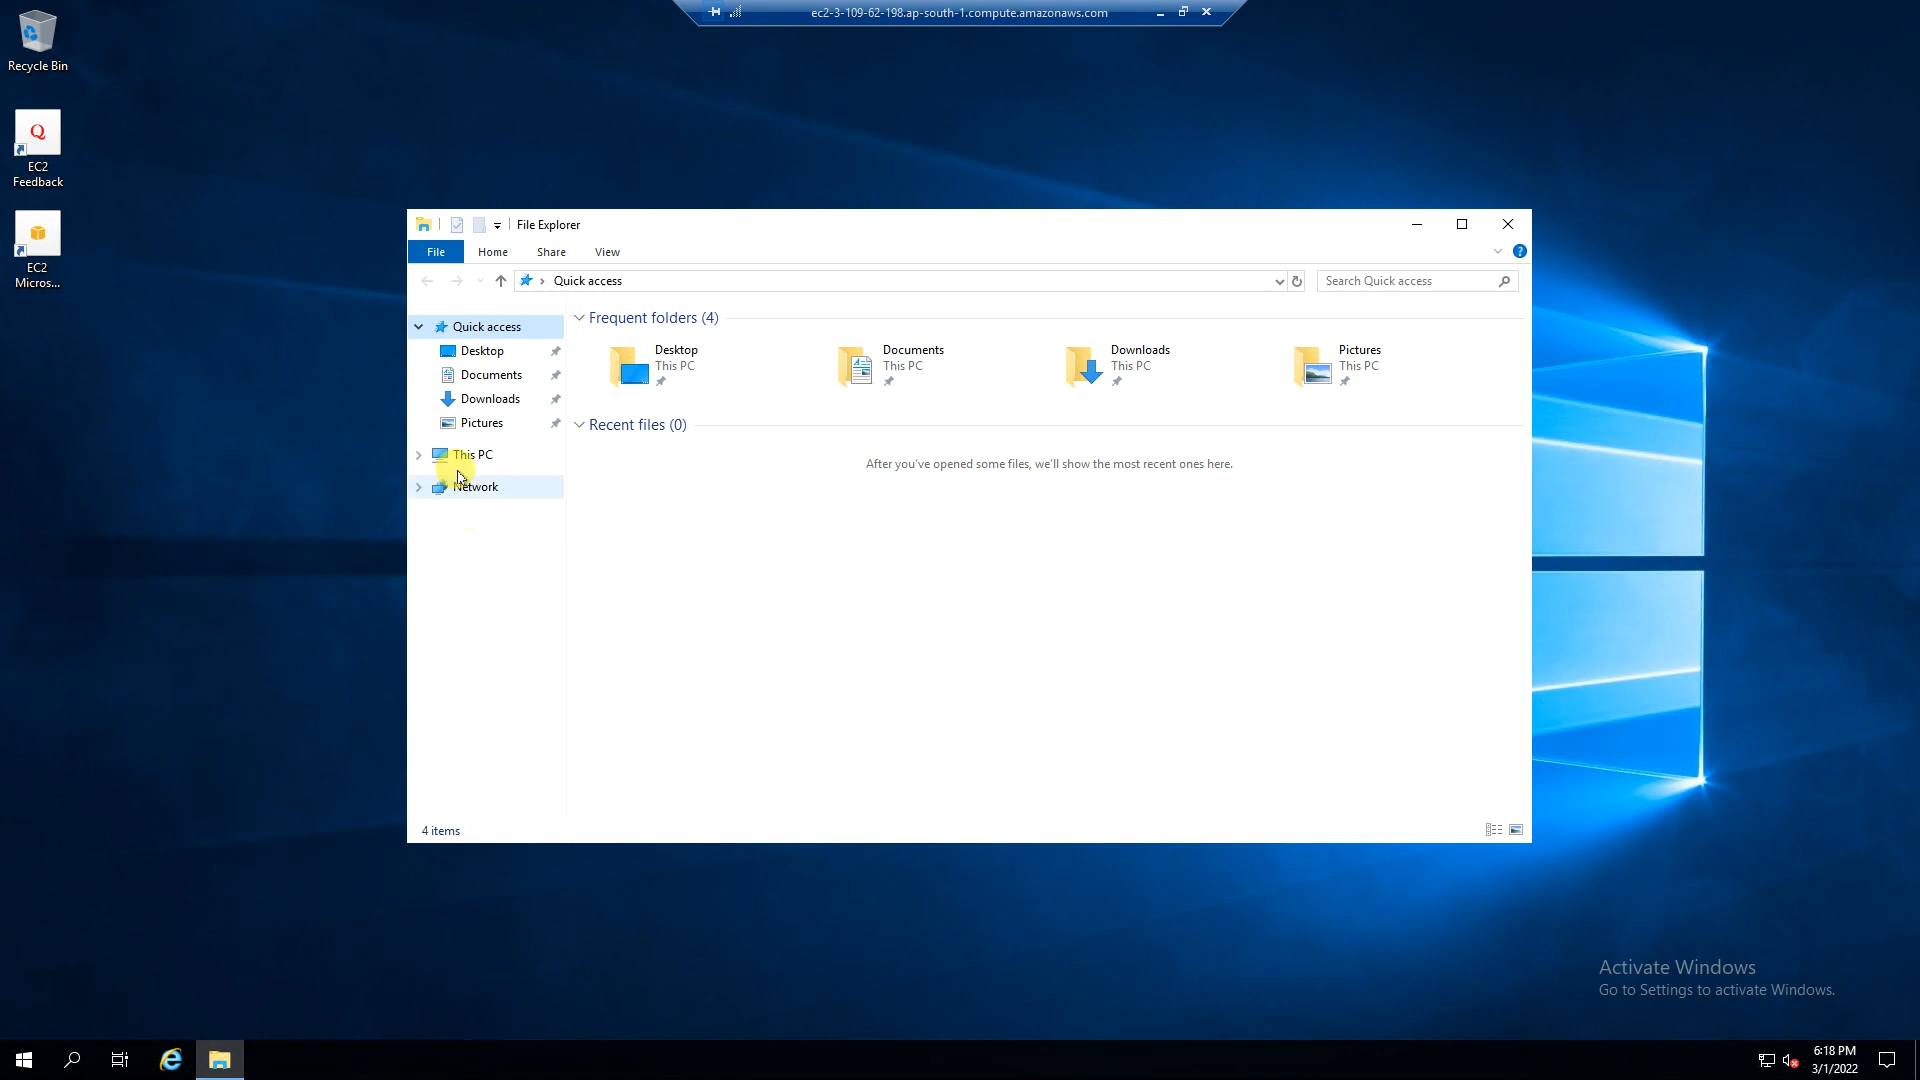 ec2-3-109-62-198.ap-south-1.compute.amazonaws.com
Recycle Bin
Q
EC2
Feedback
EC2
Micros...
File Explorer
File Home Share View
Quick access
Search Quick access
Quick access
Desktop
Documents
Downloads
Pictures
This PC
Network
Frequent folders (4)
Desktop
This PC
Documents
This PC
Downloads
This PC
Pictures
This PC
Recent files (0)
After you've opened some files, we'll show the most recent ones here.
4 items
Activate Windows
Go to Settings to activate Windows.
6:18 PM
3/1/2022